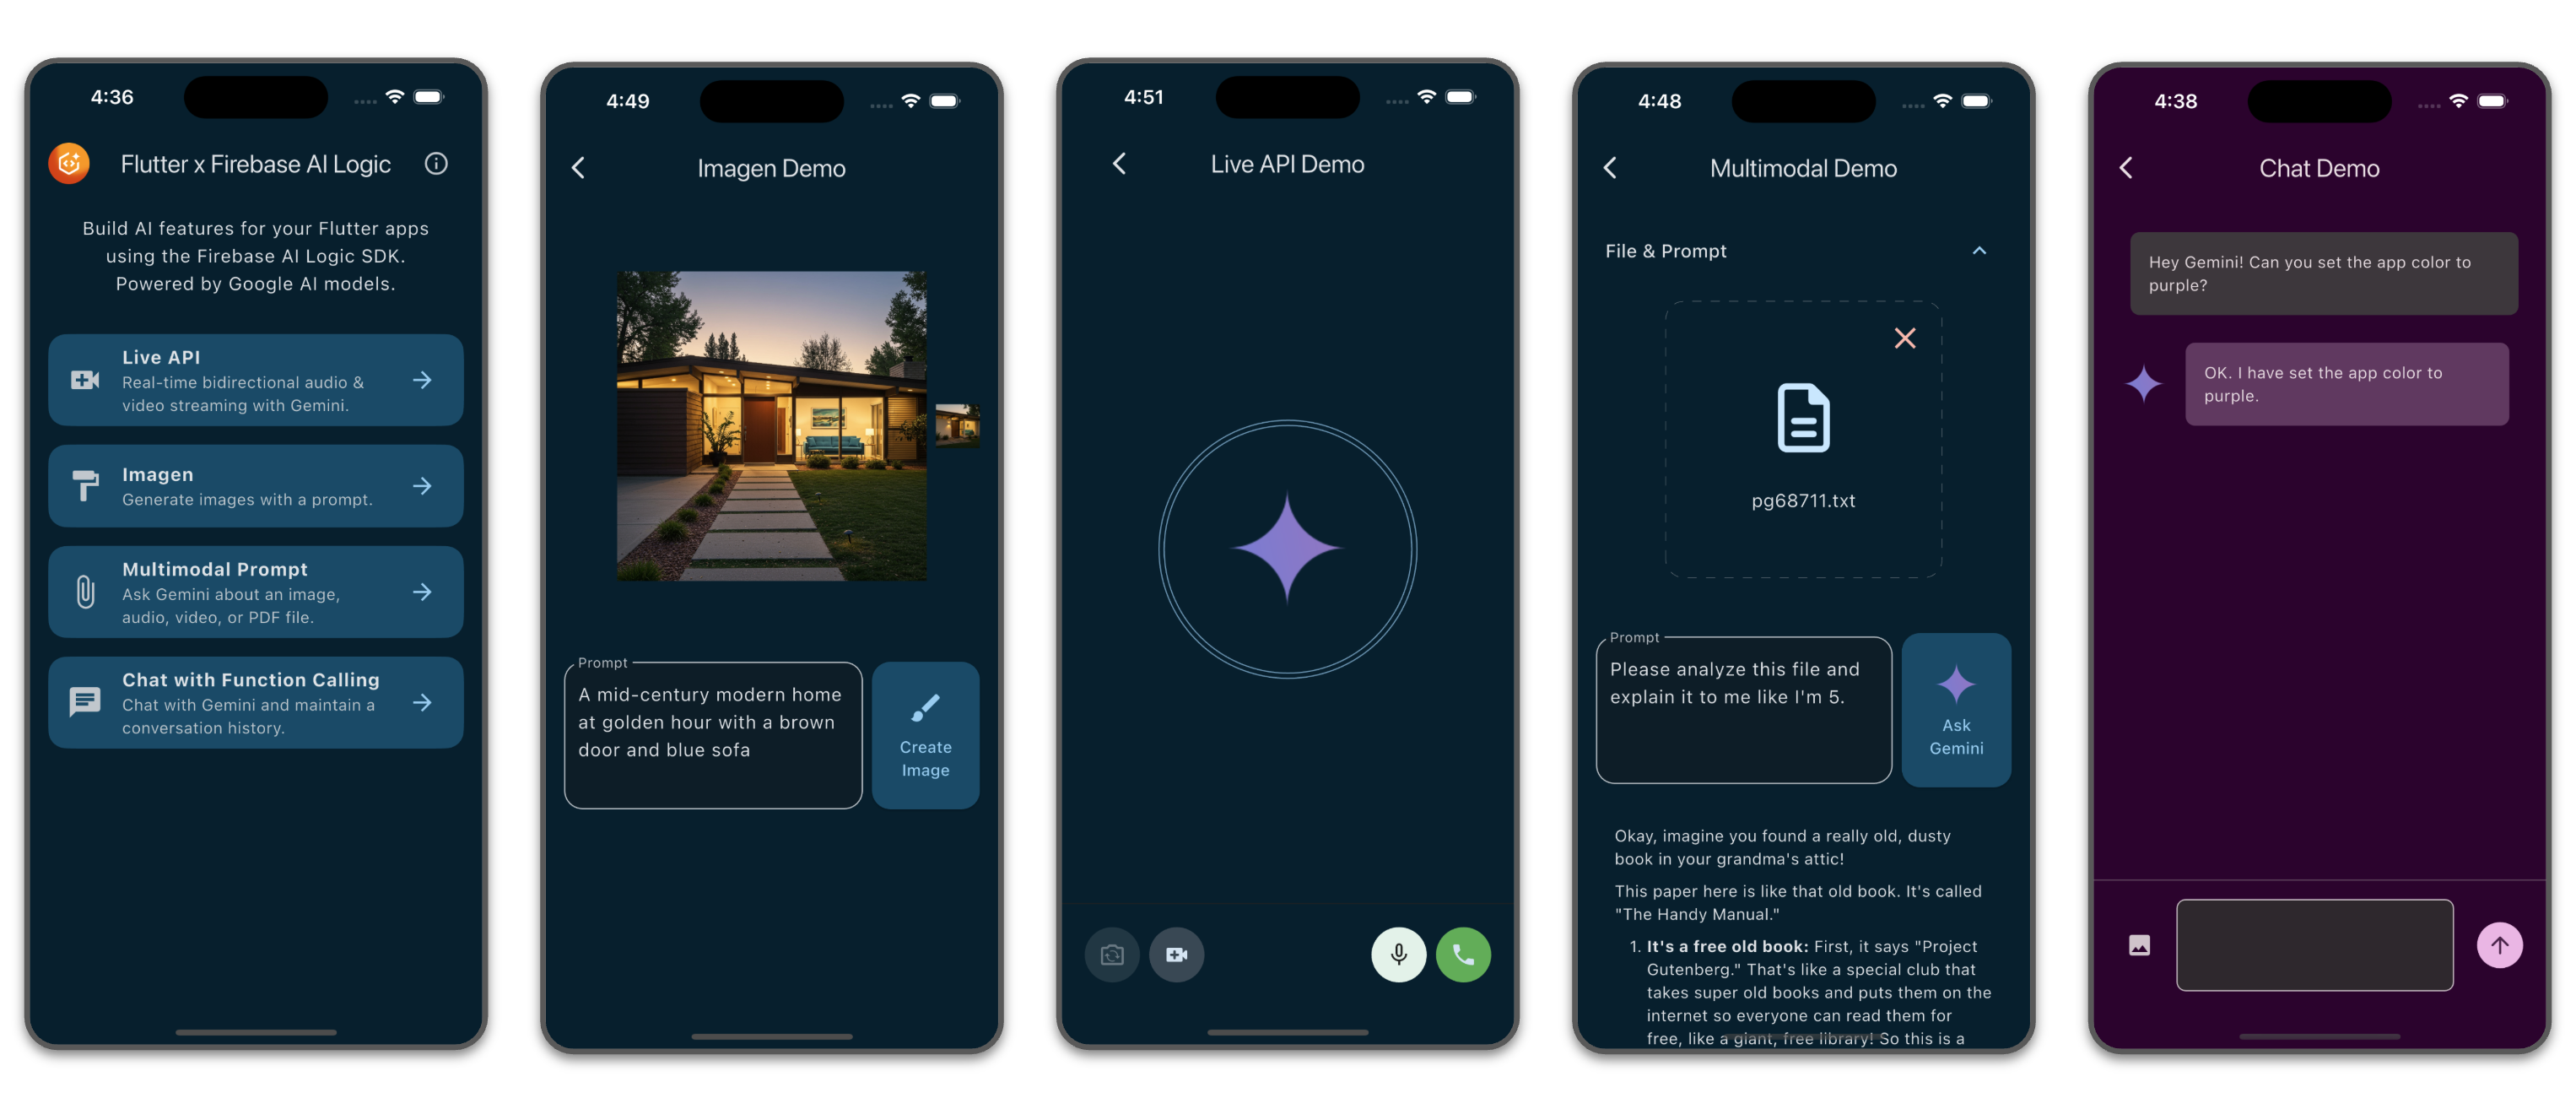 4:36
Flutter x Firebase AI Logic
Build AI features for your Flutter apps
using the Firebase AI Logic SDK.
Powered by Google AI models.
Live API
Real-time bidirectional audio &
video streaming with Gemini.
Imagen
Generate images with a prompt.
Multimodal Prompt
Ask Gemini about an image,
audio, video, or PDF file.
Chat with Function Calling
Chat with Gemini and maintain a
conversation history.
4:49
Imagen Demo
Prompt
A mid-century modern home
at golden hour with a brown
door and blue sofa
Create
Image
4:51
Live API Demo
4:48
Multimodal Demo
File & Prompt
pg68711.txt
Prompt
Please analyze this file and
explain it to me like I'm 5.
Ask
Gemini
Okay, imagine you found a really old, dusty
book in your grandma's attic!
This paper here is like that old book. It's called
"The Handy Manual."
1. It's a free old book: First, it says "Project
Gutenberg." That's like a special club that
takes super old books and puts them on the
internet so everyone can read them for
free, like a giant, free library! So this is a
4:38
Chat Demo
Hey Gemini! Can you set the app color to
purple?
OK. I have set the app color to
purple.